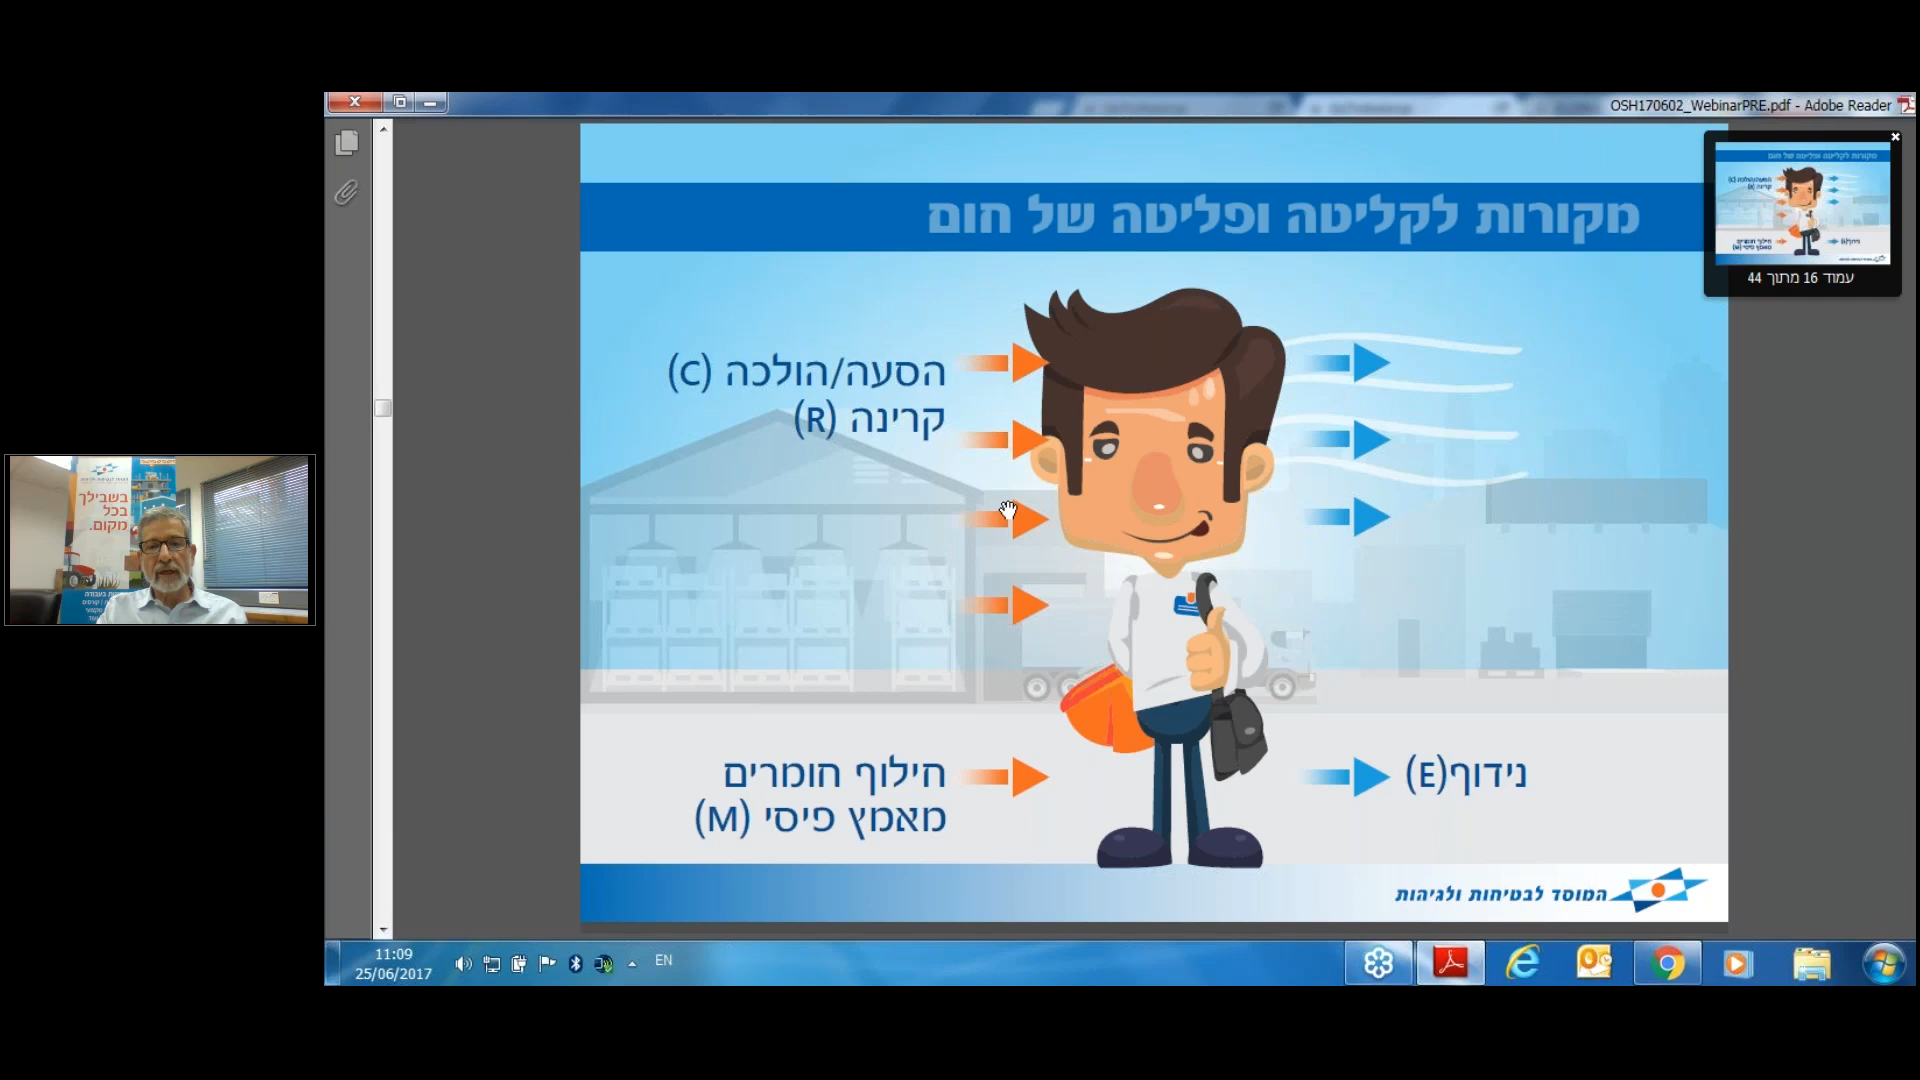 OSH170602_WebinarPRE.pdf - Adobe Reader
מקורות לקליטה ופליטה של חום
עמוד 16 מתוך 44
הסעה/הולכה (C)
קרינה (R)
חילוף חומרים
מאמץ פיסי (M)
נידוף(E)
המוסד לבטיחות ולגיהות
בשבילך
בכל
מקום.
11:09
25/06/2017
EN